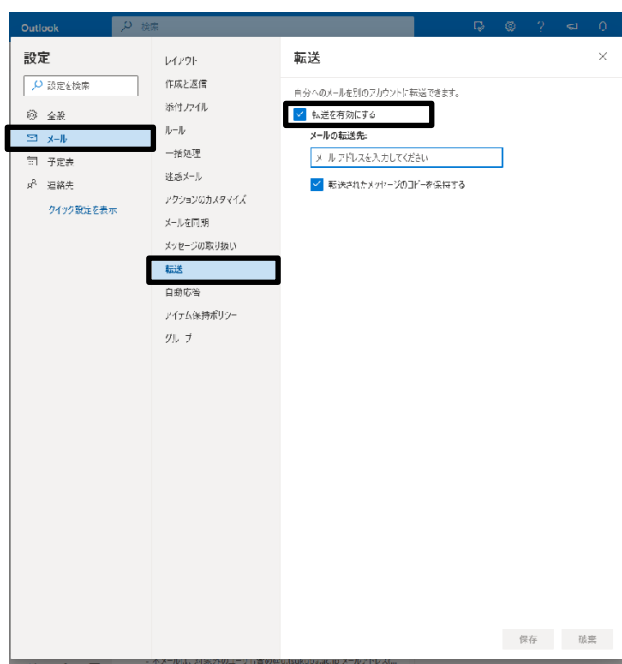 Outlook
検索
設定
設定を検索
全般
メール
予定表
連絡先
クイック設定を表示
レイアウト
作成と返信
添付ファイル
ルール
一括処理
迷惑メール
アクションのカスタマイズ
メールを同期
メッセージの取り扱い
転送
自動応答
アイテム保持ポリシー
グループ
転送
自分へのメールを別のアカウントに転送できます。
転送を有効にする
メールの転送先:
メール アドレスを入力してください
転送されたメッセージのコピーを保持する
保存
破棄